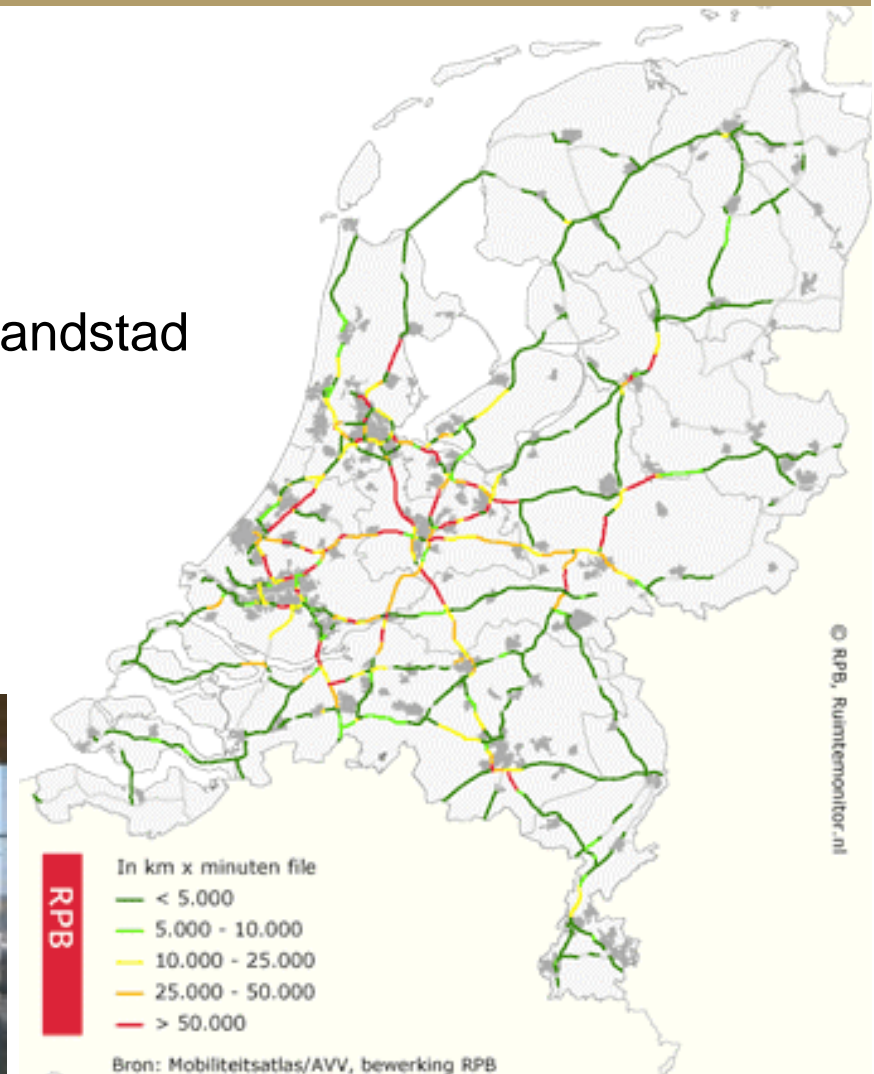 andstad
© RPB, Ruimtemonitor.nl
RPB
In km x minuten file
< 5.000
5.000 - 10.000
10.000 - 25.000
25.000 - 50.000
> 50.000
Bron: Mobiliteitsatlas/AVV, bewerking RPB